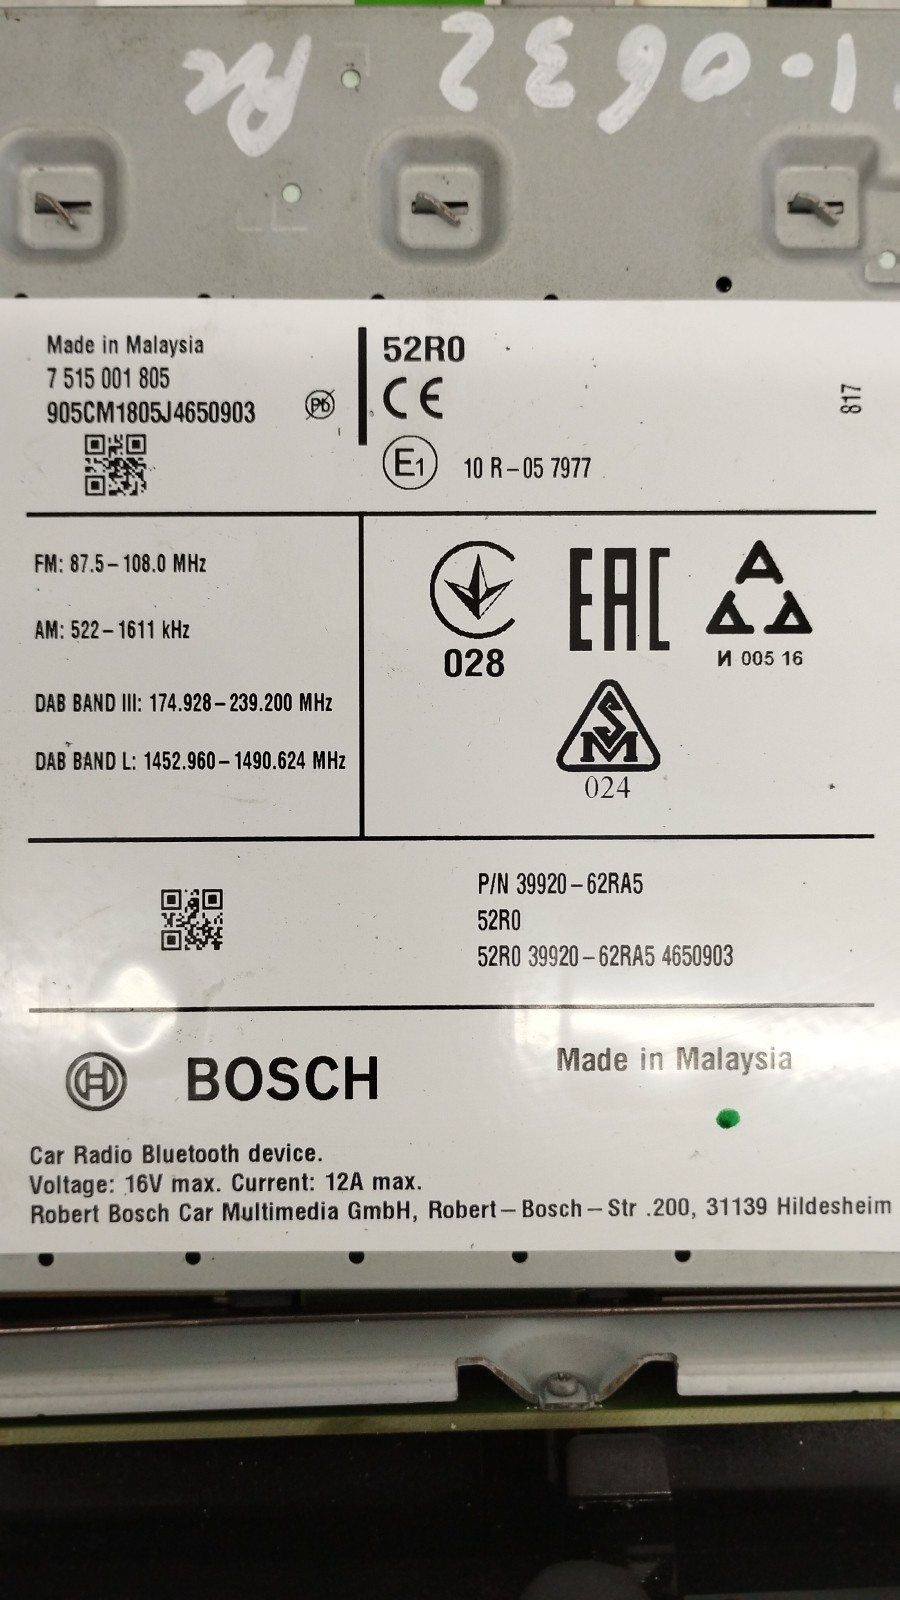 1-0632 Re
Made in Malaysia
7 515 001 805
905CM1805J4650903
Pb
52R0
CE
E1
10 R-05 7977
817
FM: 87.5-108.0 MHz
AM: 522-1611 kHz
DAB BAND III: 174.928-239.200 MHz
DAB BAND L: 1452.960-1490.624 MHz
028
EAC
И 005 16
SM
024
P/N 39920-62RA5
52R0
52R0 39920-62RA5 4650903
BOSCH
Made in Malaysia
Car Radio Bluetooth device.
Voltage: 16V max. Current: 12A max.
Robert Bosch Car Multimedia GmbH, Robert-Bosch-Str .200, 31139 Hildesheim